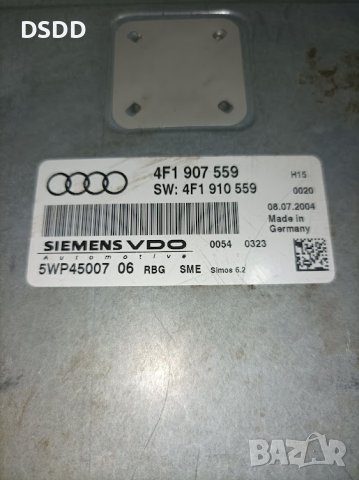 DSDD
4F1 907 559 H15
SW: 4F1 910 559 0020
08.07.2004
Made in
Germany
SIEMENS VDO 0054 0323
Automotive
5WP45007 06 RBG SME Simos 6.2
BAZAR